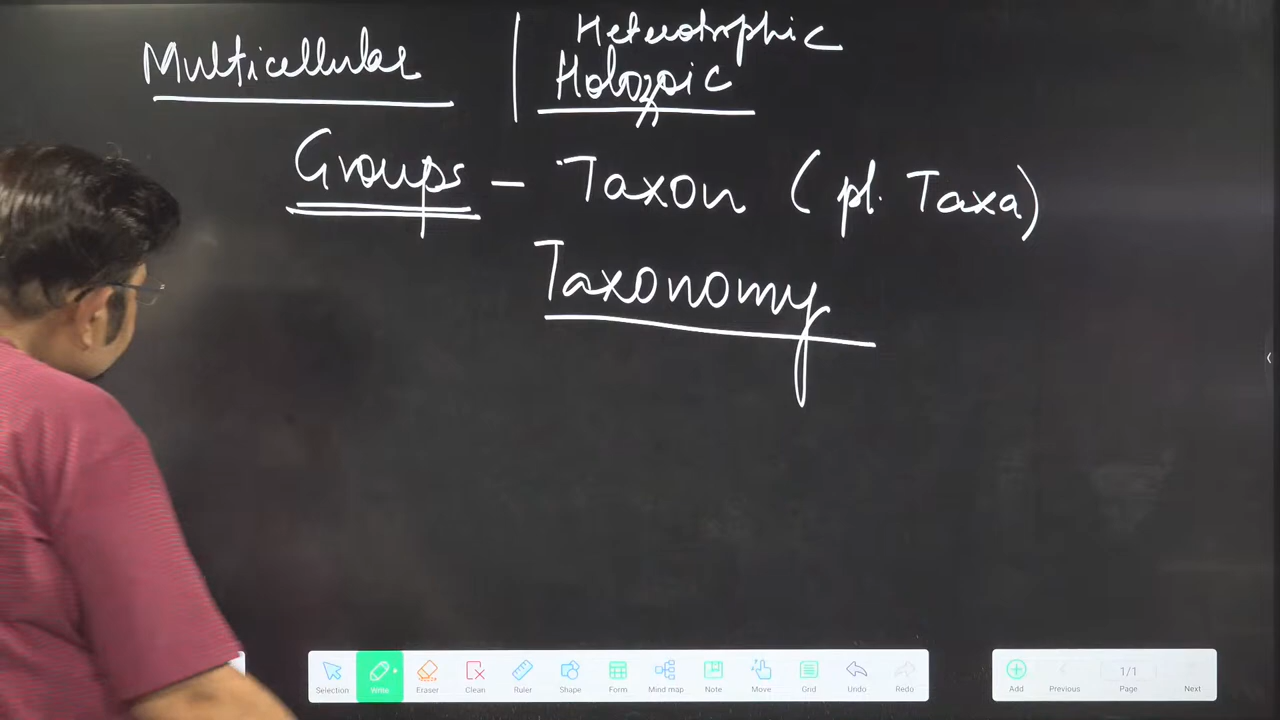 Multicellular | Heterotrophic
Holozoic
Groups - Taxon (pl. Taxa)
Taxonomy
Selection Write Eraser Clean Ruler Shape Form Mind map Note Move Grid Undo Redo
Add Previous 1/1 Page Next